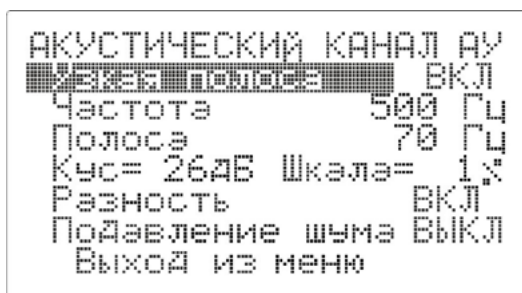 АКУСТИЧЕСКИЙ КАНАЛ АУ
Узкая полоса ВКЛ
Частота 500 Гц
Полоса 70 Гц
Кус= 26дБ Шкала= 1%
Разность ВКЛ
Подавление шума ВЫКЛ
Выход из меню